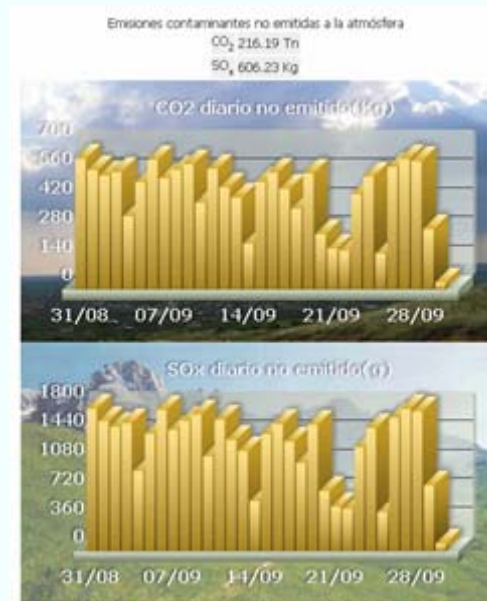 Emisiones contaminantes no emitidas a la atmósfera
CO2 216.19 Tn
SOx 606.23 Kg
CO2 diario no emitido(Kg)
700
560
420
280
140
0
31/08 07/09 14/09 21/09 28/09
SOx diario no emitido(g)
1800
1440
1080
720
360
0
31/08 07/09 14/09 21/09 28/09